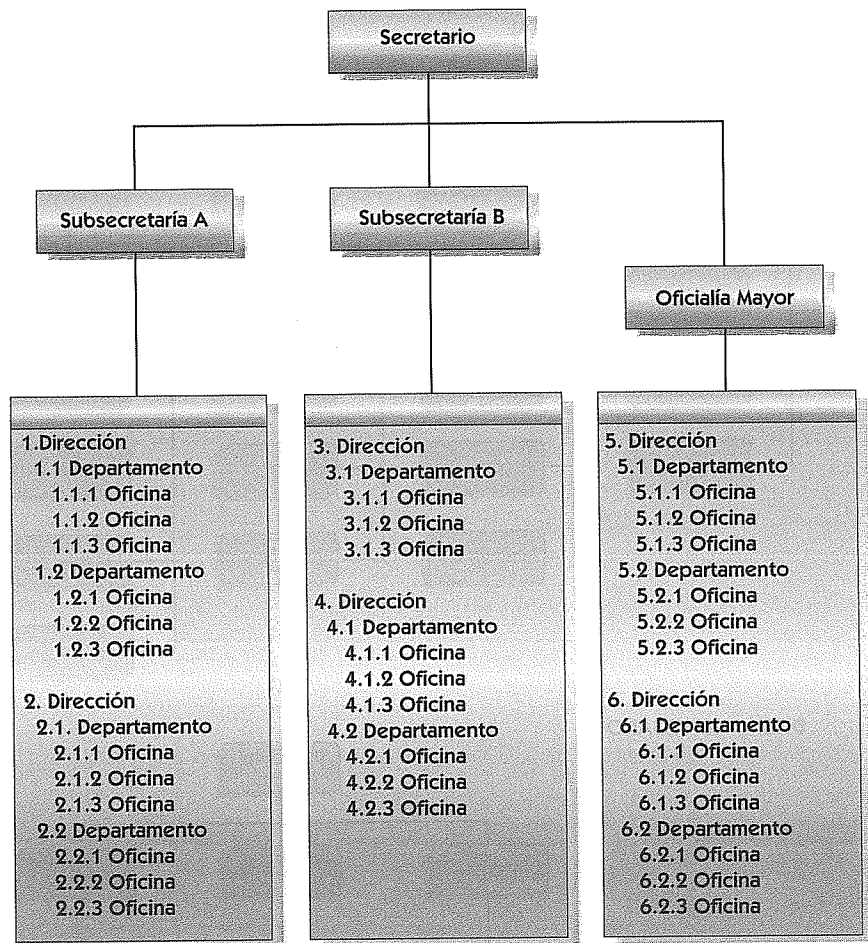 Secretario
Subsecretaría A
Subsecretaría B
Oficialía Mayor
1.Dirección
1.1 Departamento
1.1.1 Oficina
1.1.2 Oficina
1.1.3 Oficina
1.2 Departamento
1.2.1 Oficina
1.2.2 Oficina
1.2.3 Oficina
2. Dirección
2.1. Departamento
2.1.1 Oficina
2.1.2 Oficina
2.1.3 Oficina
2.2 Departamento
2.2.1 Oficina
2.2.2 Oficina
2.2.3 Oficina
3. Dirección
3.1 Departamento
3.1.1 Oficina
3.1.2 Oficina
3.1.3 Oficina
4. Dirección
4.1 Departamento
4.1.1 Oficina
4.1.2 Oficina
4.1.3 Oficina
4.2 Departamento
4.2.1 Oficina
4.2.2 Oficina
4.2.3 Oficina
5. Dirección
5.1 Departamento
5.1.1 Oficina
5.1.2 Oficina
5.1.3 Oficina
5.2 Departamento
5.2.1 Oficina
5.2.2 Oficina
5.2.3 Oficina
6. Dirección
6.1 Departamento
6.1.1 Oficina
6.1.2 Oficina
6.1.3 Oficina
6.2 Departamento
6.2.1 Oficina
6.2.2 Oficina
6.2.3 Oficina